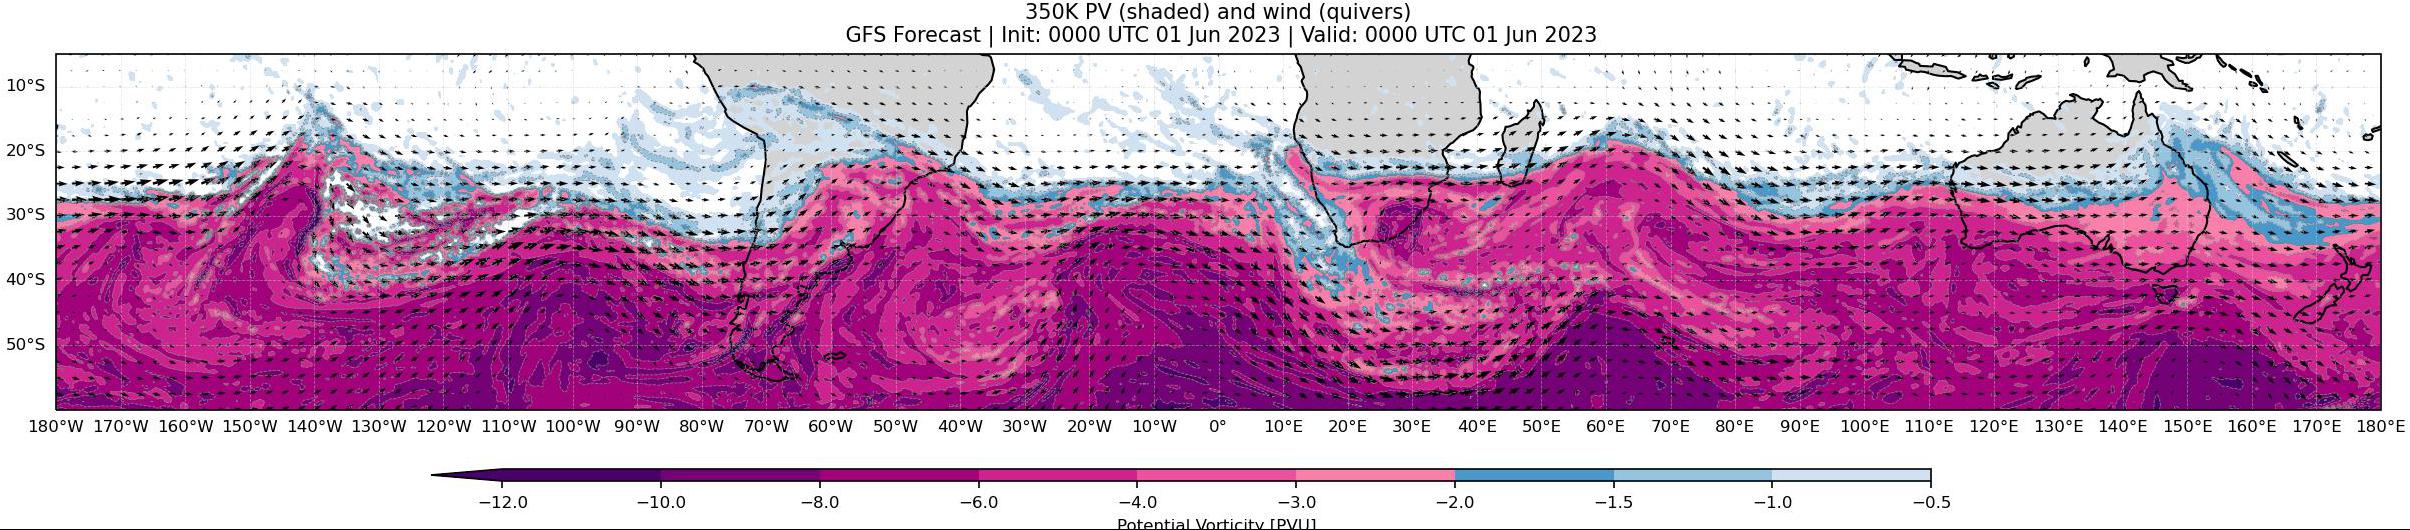 350K PV (shaded) and wind (quivers)
GFS Forecast | Init: 0000 UTC 01 Jun 2023 | Valid: 0000 UTC 01 Jun 2023
10°S
20°S
30°S
40°S
50°S
180°W 170°W 160°W 150°W 140°W 130°W 120°W 110°W 100°W 90°W 80°W 70°W 60°W 50°W 40°W 30°W 20°W 10°W 0° 10°E 20°E 30°E 40°E 50°E 60°E 70°E 80°E 90°E 100°E 110°E 120°E 130°E 140°E 150°E 160°E 170°E 180°E
−12.0 −10.0 −8.0 −6.0 −4.0 −3.0 −2.0 −1.5 −1.0 −0.5
Potential Vorticity [PVU]